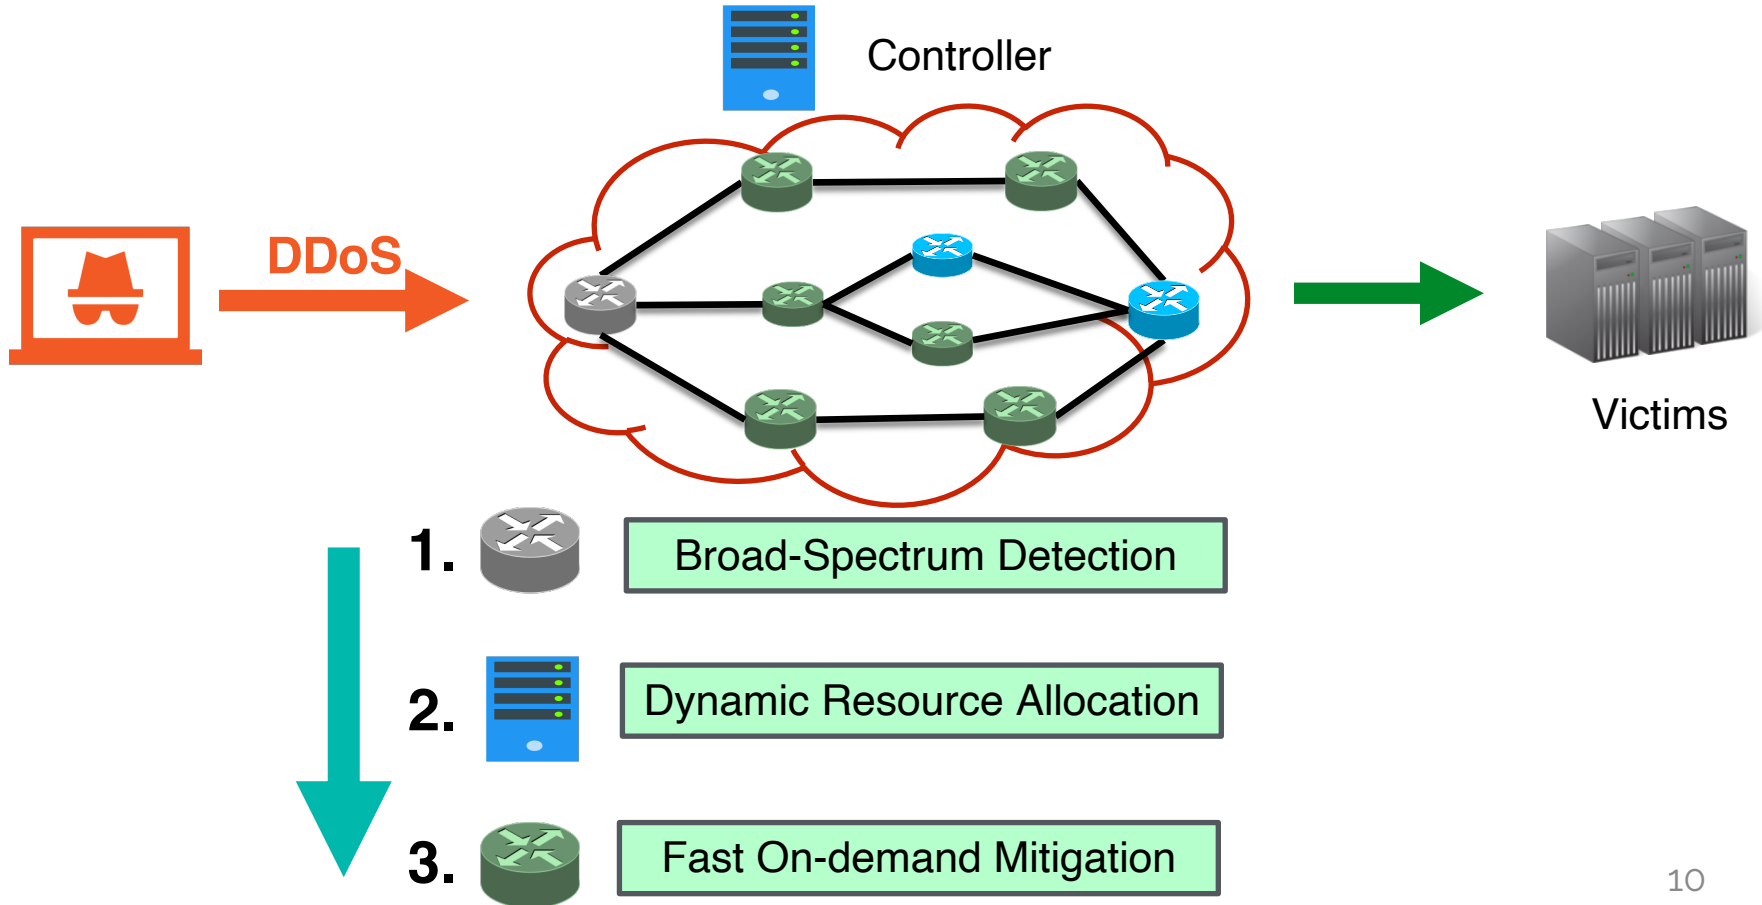 Controller
DDoS
Victims
1. Broad-Spectrum Detection
2. Dynamic Resource Allocation
3. Fast On-demand Mitigation
10